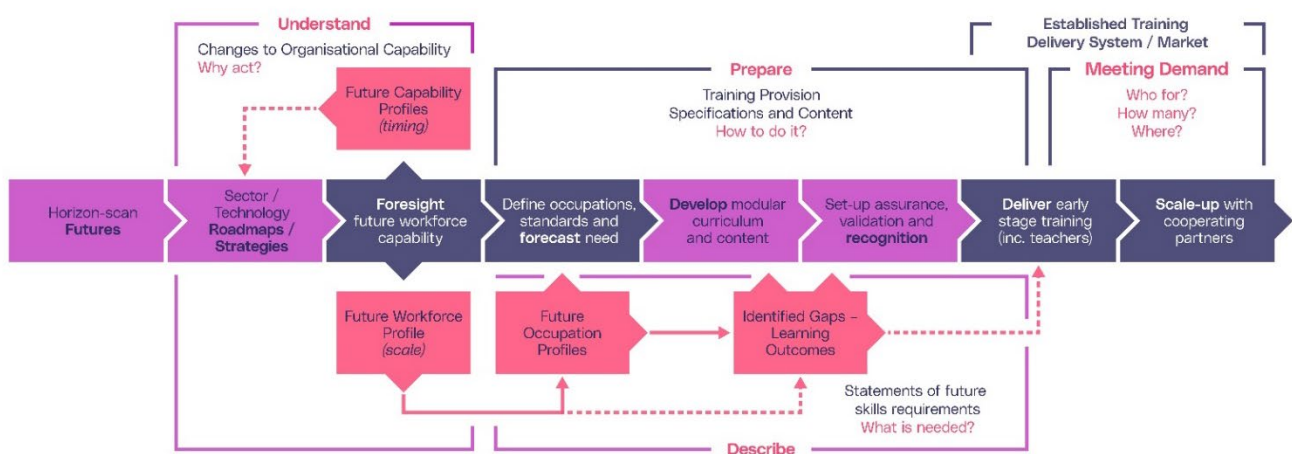 Understand
Changes to Organisational Capability
Why act?
Established Training
Delivery System / Market
Prepare
Training Provision
Specifications and Content
How to do it?
Meeting Demand
Who for?
How many?
Where?
Future Capability
Profiles
(timing)
Horizon-scan
Futures
Sector /
Technology
Roadmaps /
Strategies
Foresight
future workforce
capability
Define occupations,
standards and
forecast need
Develop modular
curriculum
and content
Set-up assurance,
validation and
recognition
Deliver early
stage training
(inc. teachers)
Scale-up with
cooperating
partners
Future Workforce
Profile
(scale)
Future
Occupation
Profiles
Identified Gaps –
Learning
Outcomes
Statements of future
skills requirements
What is needed?
Describe